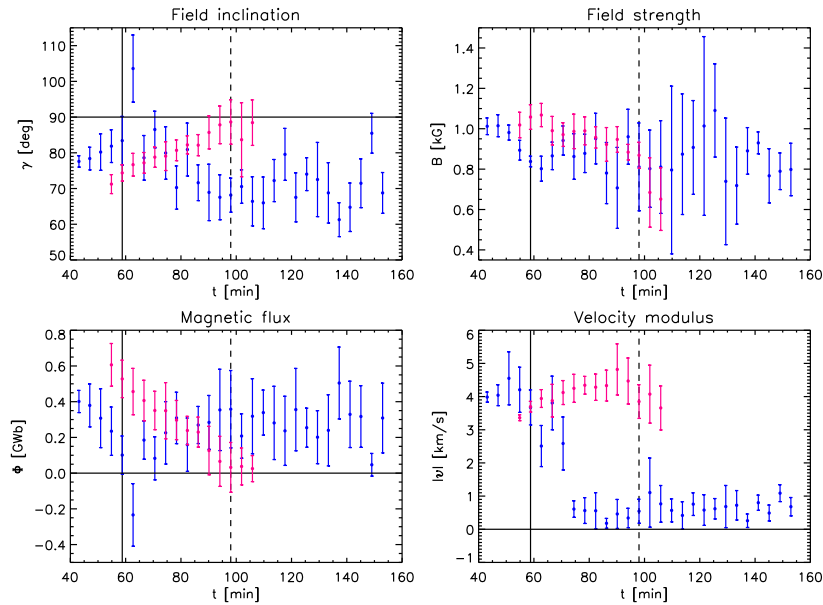 Field inclination
Field strength
110
100
90
80
70
60
50
γ [deg]
40 60 80 100 120 140 160
t [min]
1.4
1.2
1.0
0.8
0.6
0.4
B [kG]
40 60 80 100 120 140 160
t [min]
Magnetic flux
Velocity modulus
0.8
0.6
0.4
0.2
0.0
−0.2
−0.4
Φ [GWb]
40 60 80 100 120 140 160
t [min]
6
5
4
3
2
1
0
−1
|v| [km/s]
40 60 80 100 120 140 160
t [min]